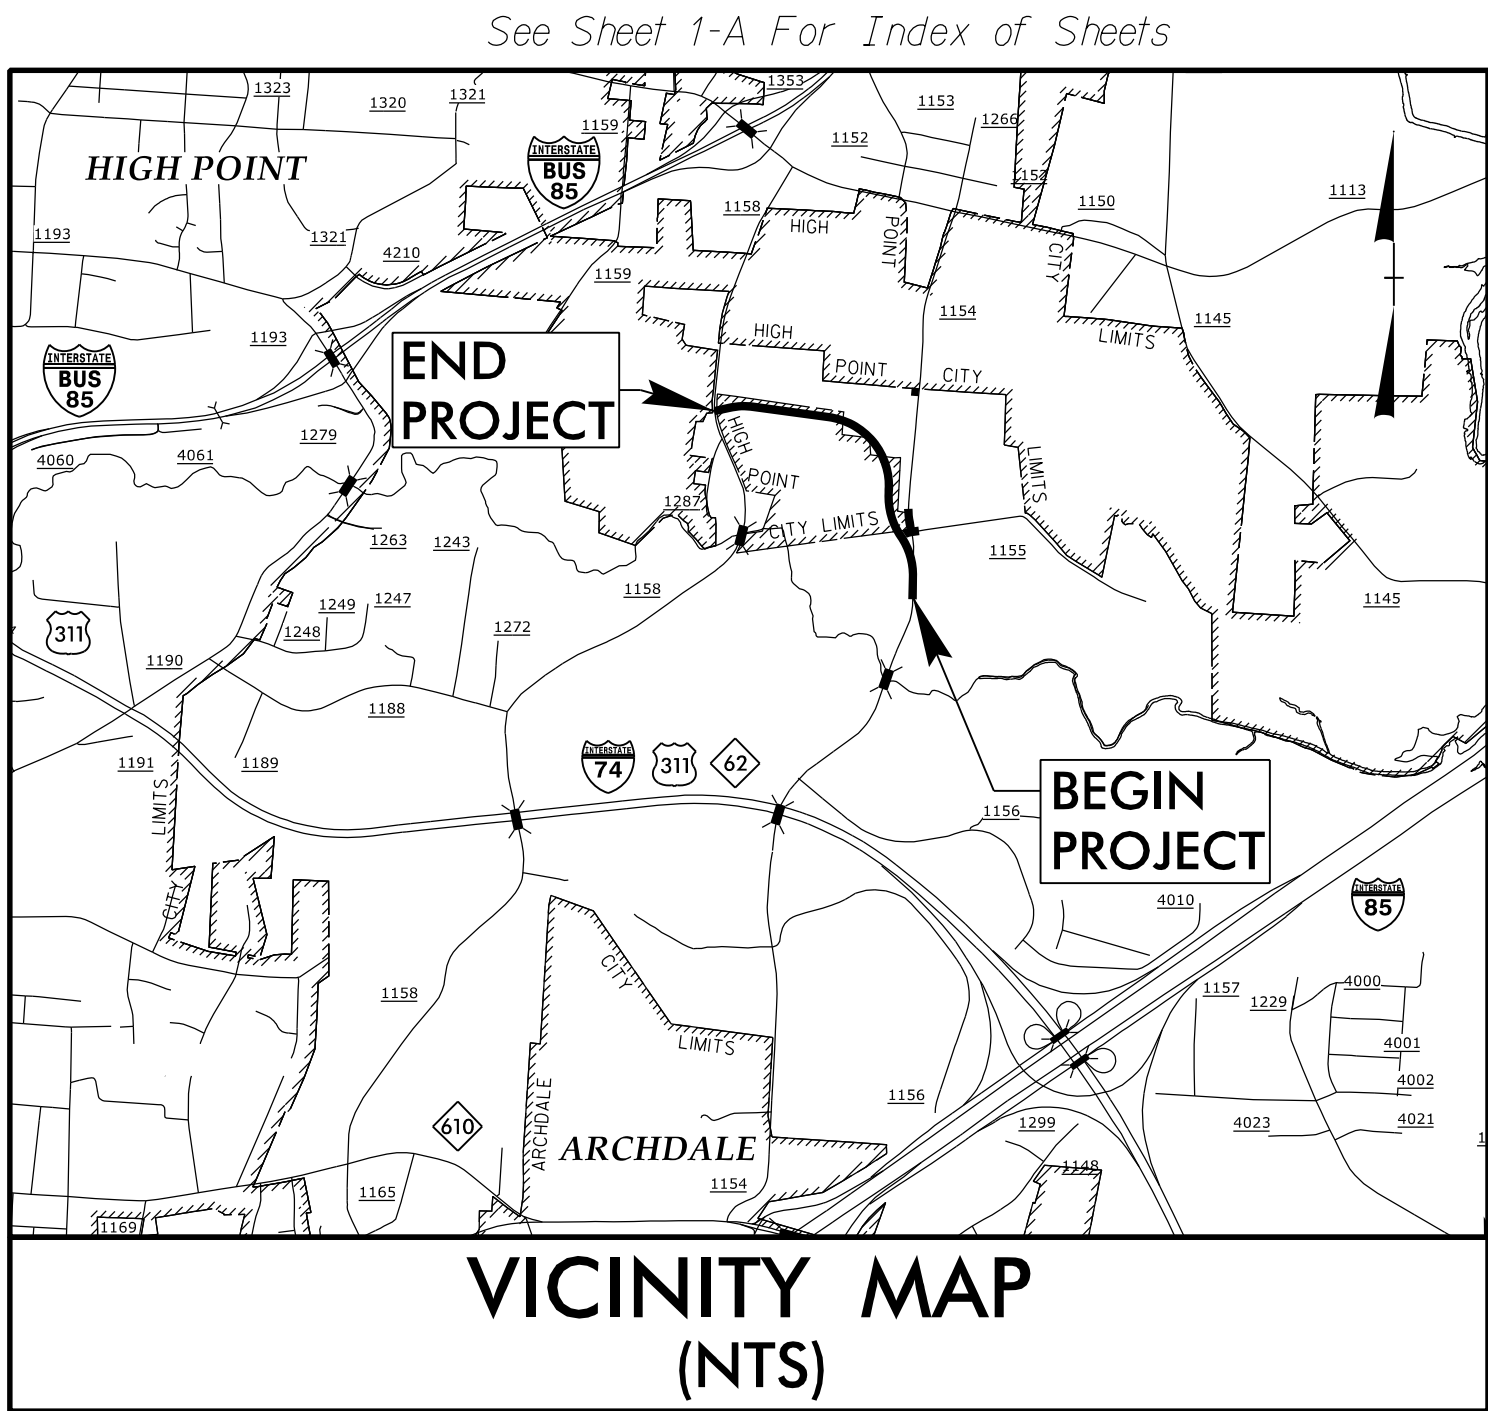 See Sheet 1-A For Index of Sheets
1323
1320
1321
1353
1153
1266
1159
1152
HIGH POINT
INTERSTATE
BUS
85
1152
1113
1158
HIGH
POINT
1150
1193
1321
4210
CITY
1159
1154
1145
HIGH
LIMITS
1193
INTERSTATE
BUS
85
END
PROJECT
POINT
CITY
1279
HIGH
4060
4061
POINT
LIMITS
1287
CITY LIMITS
1263
1243
1155
1158
1249
1247
1145
311
1248
1272
1190
1188
1191
1189
INTERSTATE
74
311
62
BEGIN
PROJECT
1156
LIMITS
CITY
4010
INTERSTATE
85
CITY
1158
1157
1229
4000
LIMITS
4001
4002
ARCHDALE
1156
610
1299
4023
4021
ARCHDALE
1148
1
1165
1154
1169
VICINITY MAP
(NTS)